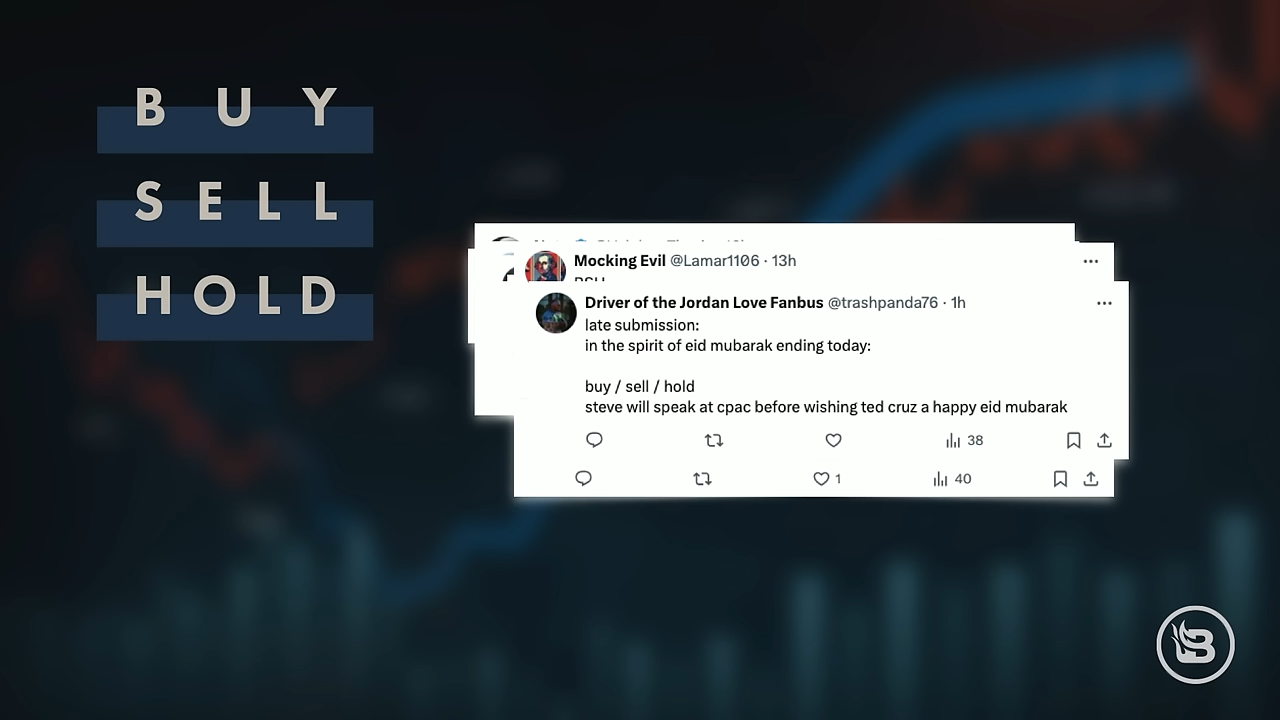 BUY
SELL
HOLD
Mocking Evil @Lamar1106 · 13h
Driver of the Jordan Love Fanbus @trashpanda76 · 1h
late submission:
in the spirit of eid mubarak ending today:
buy / sell / hold
steve will speak at cpac before wishing ted cruz a happy eid mubarak
38
1
40
B